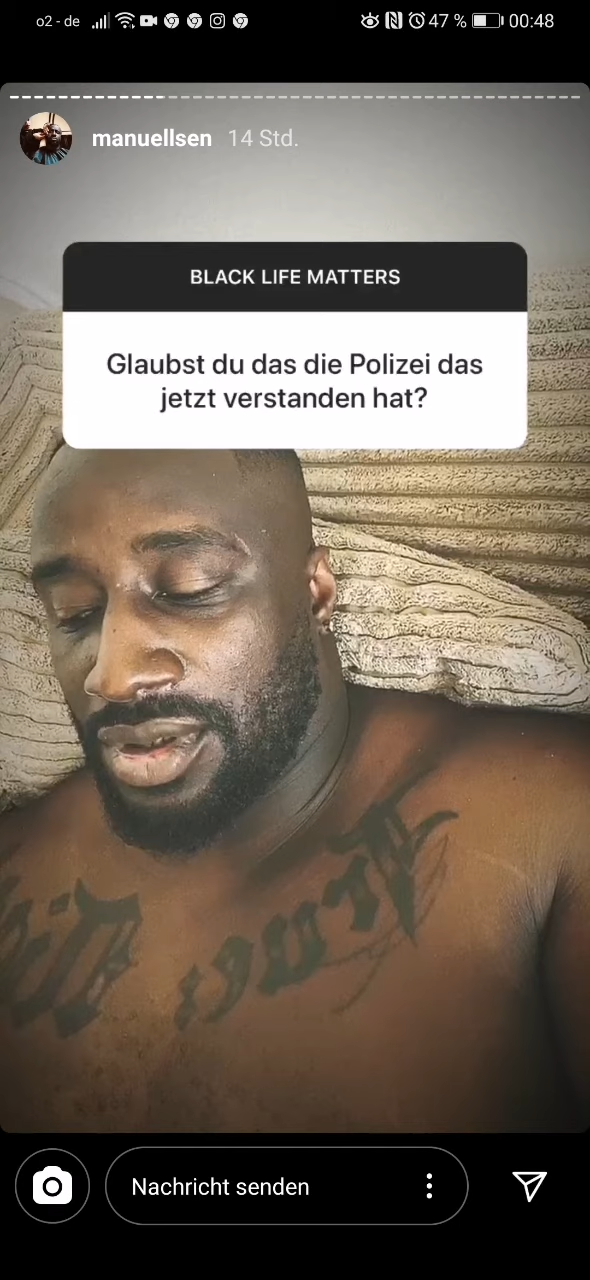 o2 - de 47 % 00:48
manuellsen 14 Std.
BLACK LIFE MATTERS
Glaubst du das die Polizei das
jetzt verstanden hat?
Nachricht senden